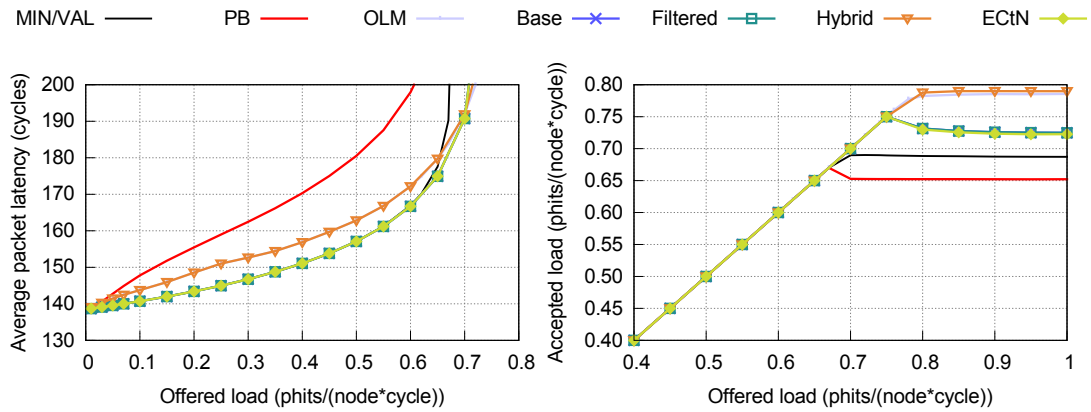 MIN/VAL PB OLM Base Filtered Hybrid ECtN
Average packet latency (cycles)
200
190
180
170
160
150
140
130
0 0.1 0.2 0.3 0.4 0.5 0.6 0.7 0.8
Offered load (phits/(node*cycle))
Accepted load (phits/(node*cycle))
0.80
0.75
0.70
0.65
0.60
0.55
0.50
0.45
0.40
0.4 0.5 0.6 0.7 0.8 0.9 1
Offered load (phits/(node*cycle))